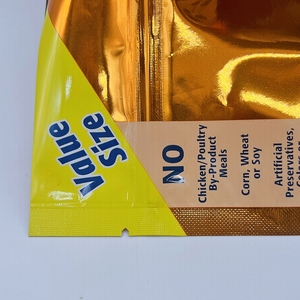 Value
Size
NO
Chicken/Poultry
By-Product
Meals
Corn, Wheat
or Soy
Artificial
Preservatives,